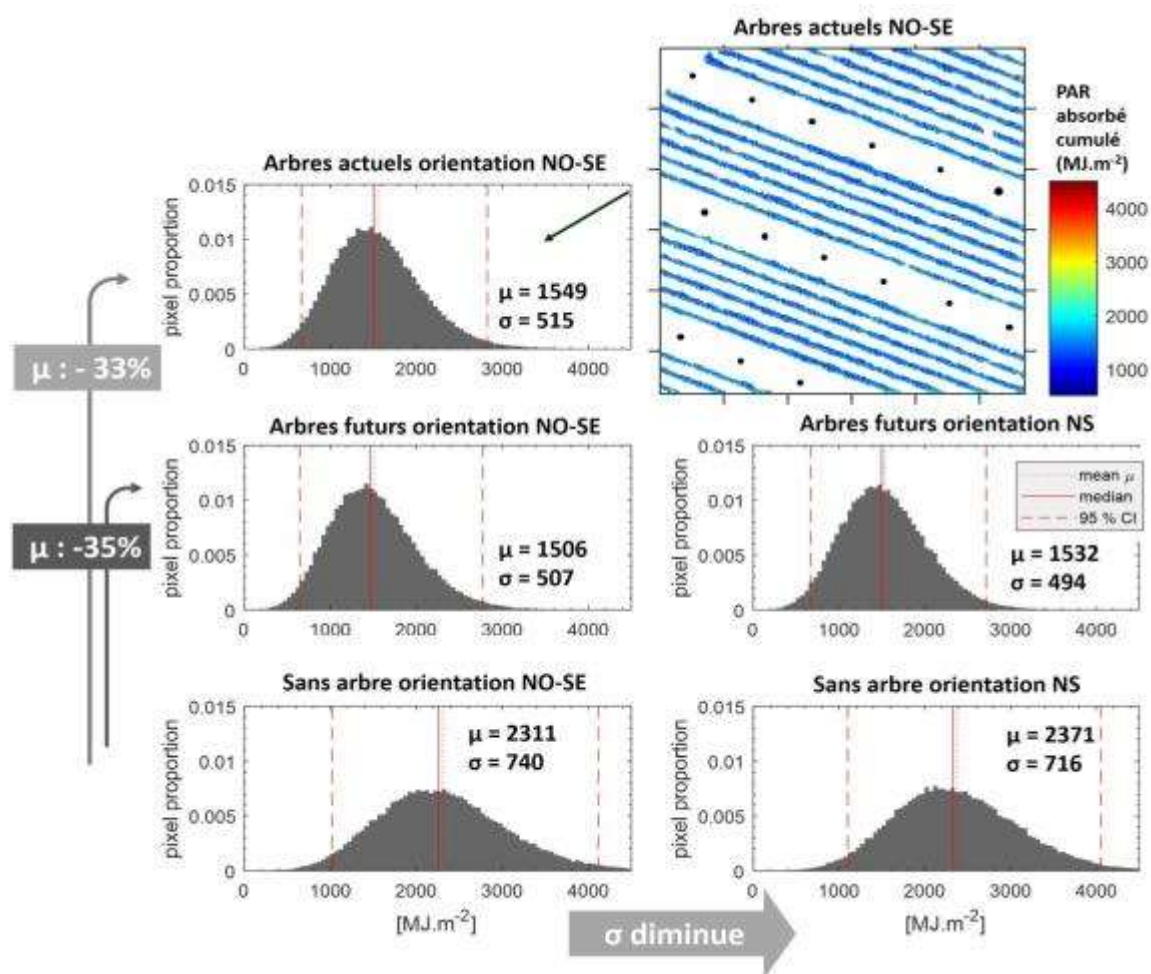 Arbres actuels NO-SE
PAR
absorbé
cumulé
(MJ.m-2)
4000
3000
2000
1000
Arbres actuels orientation NO-SE
pixel proportion
0.015
0.01
0.005
0
μ = 1549
σ = 515
0 1000 2000 3000 4000
μ : - 33%
Arbres futurs orientation NO-SE
pixel proportion
0.015
0.01
0.005
0
μ = 1506
σ = 507
0 1000 2000 3000 4000
μ : -35%
Arbres futurs orientation NS
pixel proportion
0.015
0.01
0.005
0
mean μ
median
95 % CI
μ = 1532
σ = 494
0 1000 2000 3000 4000
Sans arbre orientation NO-SE
pixel proportion
0.015
0.01
0.005
0
μ = 2311
σ = 740
0 1000 2000 3000 4000
[MJ.m-2]
Sans arbre orientation NS
pixel proportion
0.015
0.01
0.005
0
μ = 2371
σ = 716
0 1000 2000 3000 4000
[MJ.m-2]
σ diminue